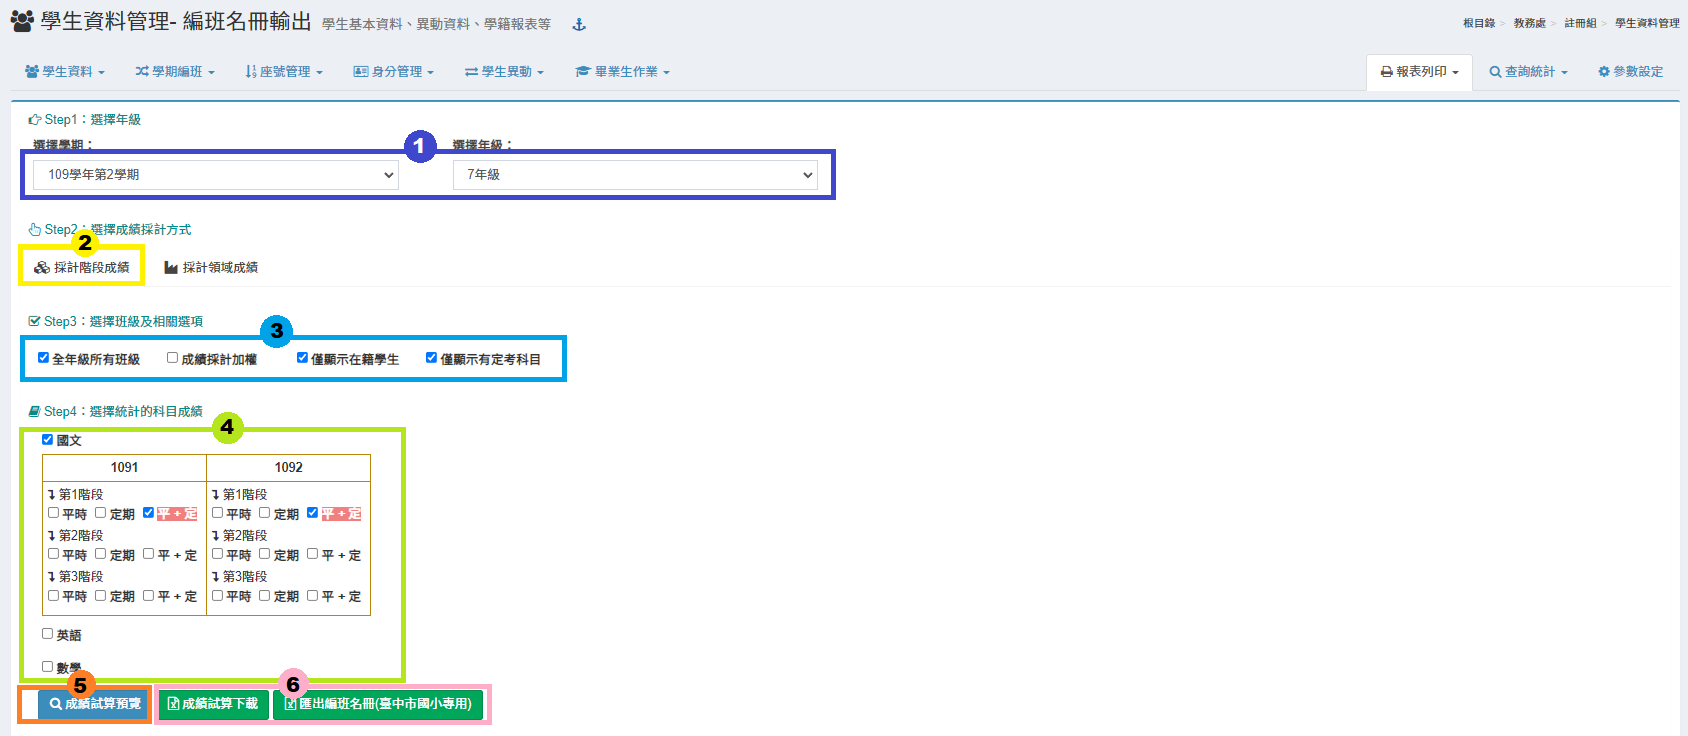 學生資料管理- 編班名冊輸出 學生基本資料、異動資料、學籍報表等
根目錄 > 教務處 > 註冊組 > 學生資料管理
學生資料 學期編班 座號管理 身分管理 學生異動 畢業生作業 報表列印 查詢統計 參數設定
Step1：選擇年級
選擇學期： 1 選擇年級：
109學年第2學期 7年級
Step2：選擇成績採計方式
2
採計階段成績 採計領域成績
Step3：選擇班級及相關選項
3
全年級所有班級 成績採計加權 僅顯示在籍學生 僅顯示有定考科目
Step4：選擇統計的科目成績
4
國文
1091 1092
第1階段 第1階段
平時 定期 平 + 定 平時 定期 平 + 定
第2階段 第2階段
平時 定期 平 + 定 平時 定期 平 + 定
第3階段 第3階段
平時 定期 平 + 定 平時 定期 平 + 定
英語
數學
5 6
成績試算預覽 成績試算下載 匯出編班名冊(臺中市國小專用)